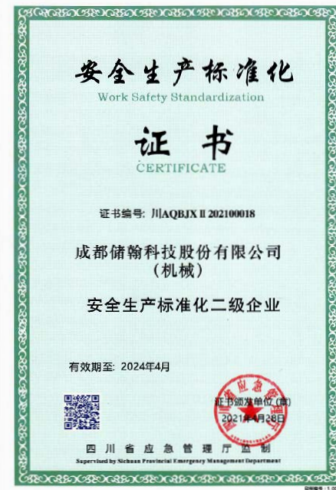 安全生产标准化
Work Safety Standardization
证书
CERTIFICATE
证书编号: 川AQBJXⅡ202100018
成都储翰科技股份有限公司
(机械)
安全生产标准化二级企业
有效期至: 2024年4月
证书颁发单位(章)
2021年4月28日
四川省应急管理厅监制
Supervised by Sichuan Provincial Emergency Management Department